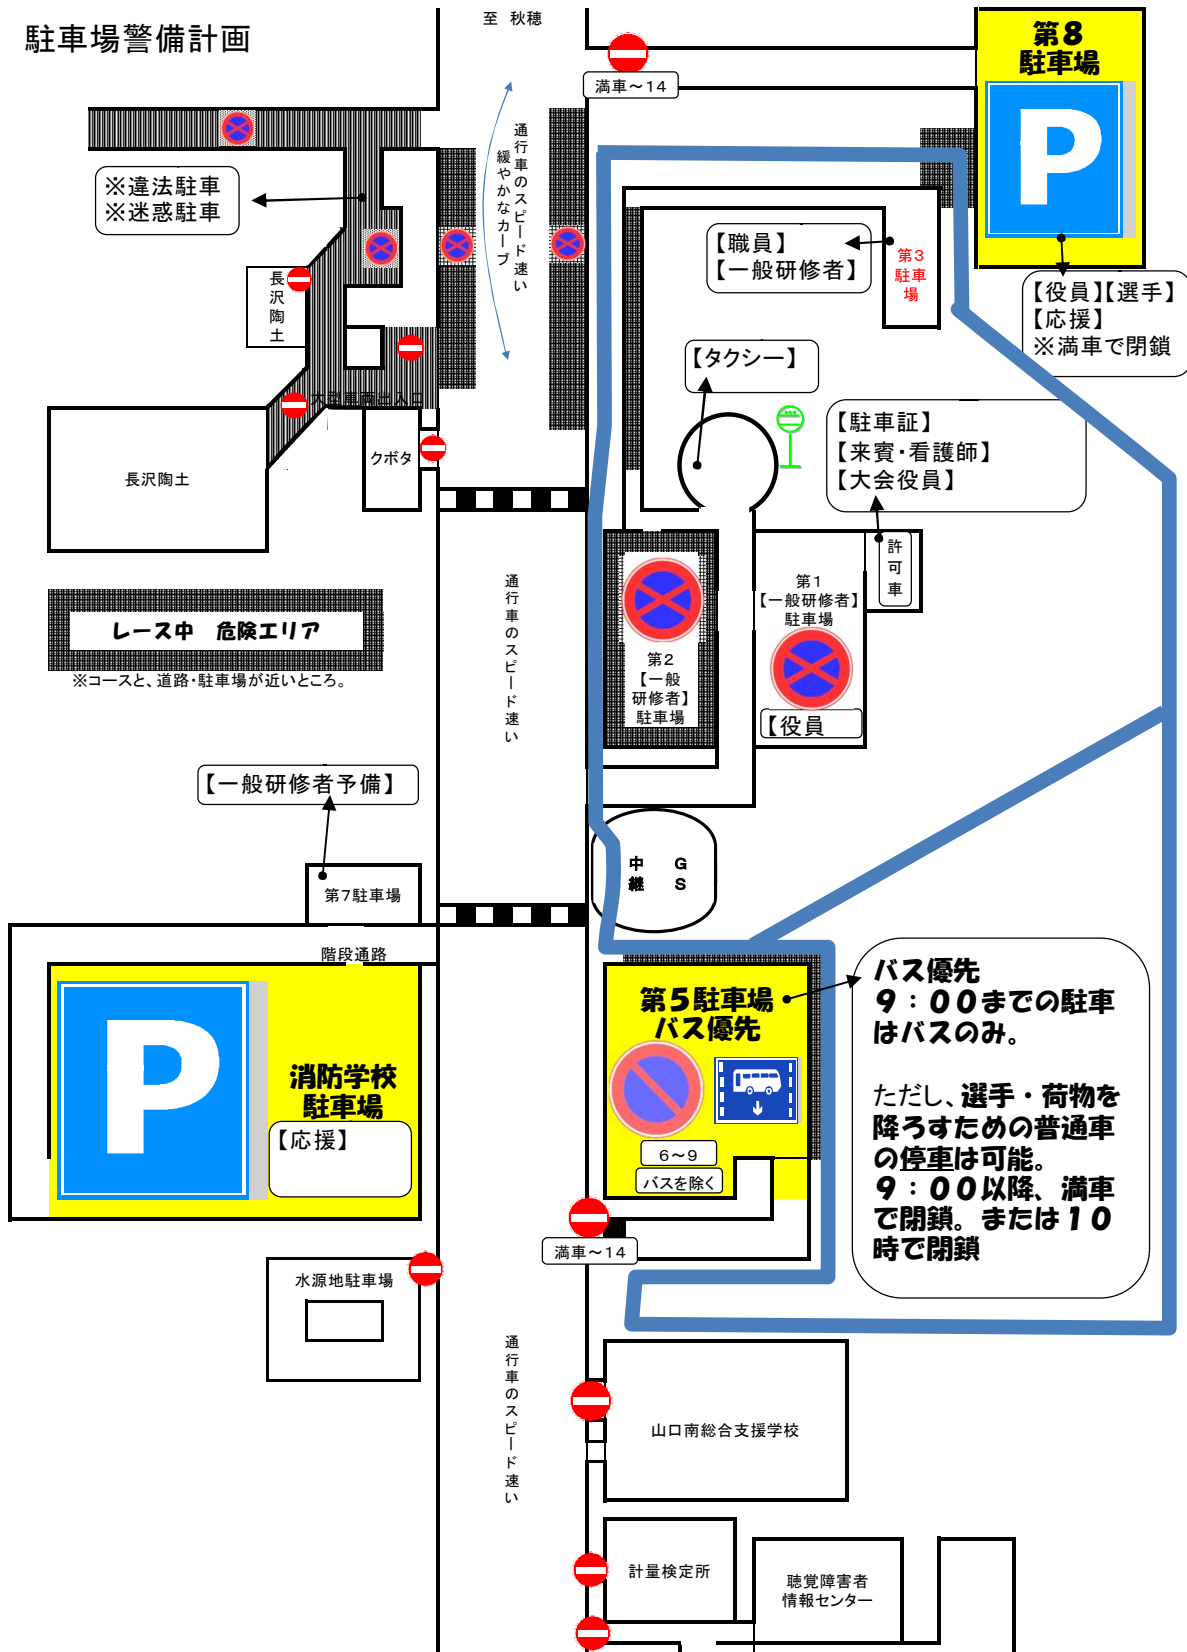 駐車場警備計画
至 秋穂
満車～14
第8
駐車場
P
通行車のスピード速い
緩やかなカーブ
※違法駐車
※迷惑駐車
【職員】
【一般研修者】
第3
駐車
場
長沢陶土
【役員】【選手】
【応援】
※満車で閉鎖
【タクシー】
大型車両出入口
【駐車証】
【来賓・看護師】
【大会役員】
長沢陶土
クボタ
許可車
通行車のスピード速い
第1
【一般研修者】
駐車場
【役員
レース中 危険エリア
※コースと、道路・駐車場が近いところ。
第2
【一般
研修者】
駐車場
【一般研修者予備】
中 G
継 S
第7駐車場
階段通路
P
消防学校
駐車場
【応援】
第5駐車場
バス優先
6～9
バスを除く
バス優先
9：00までの駐車
はバスのみ。
ただし、選手・荷物を
降ろすための普通車
の停車は可能。
9：00以降、満車
で閉鎖。または10
時で閉鎖
満車～14
水源地駐車場
通行車のスピード速い
山口南総合支援学校
計量検定所
聴覚障害者
情報センター